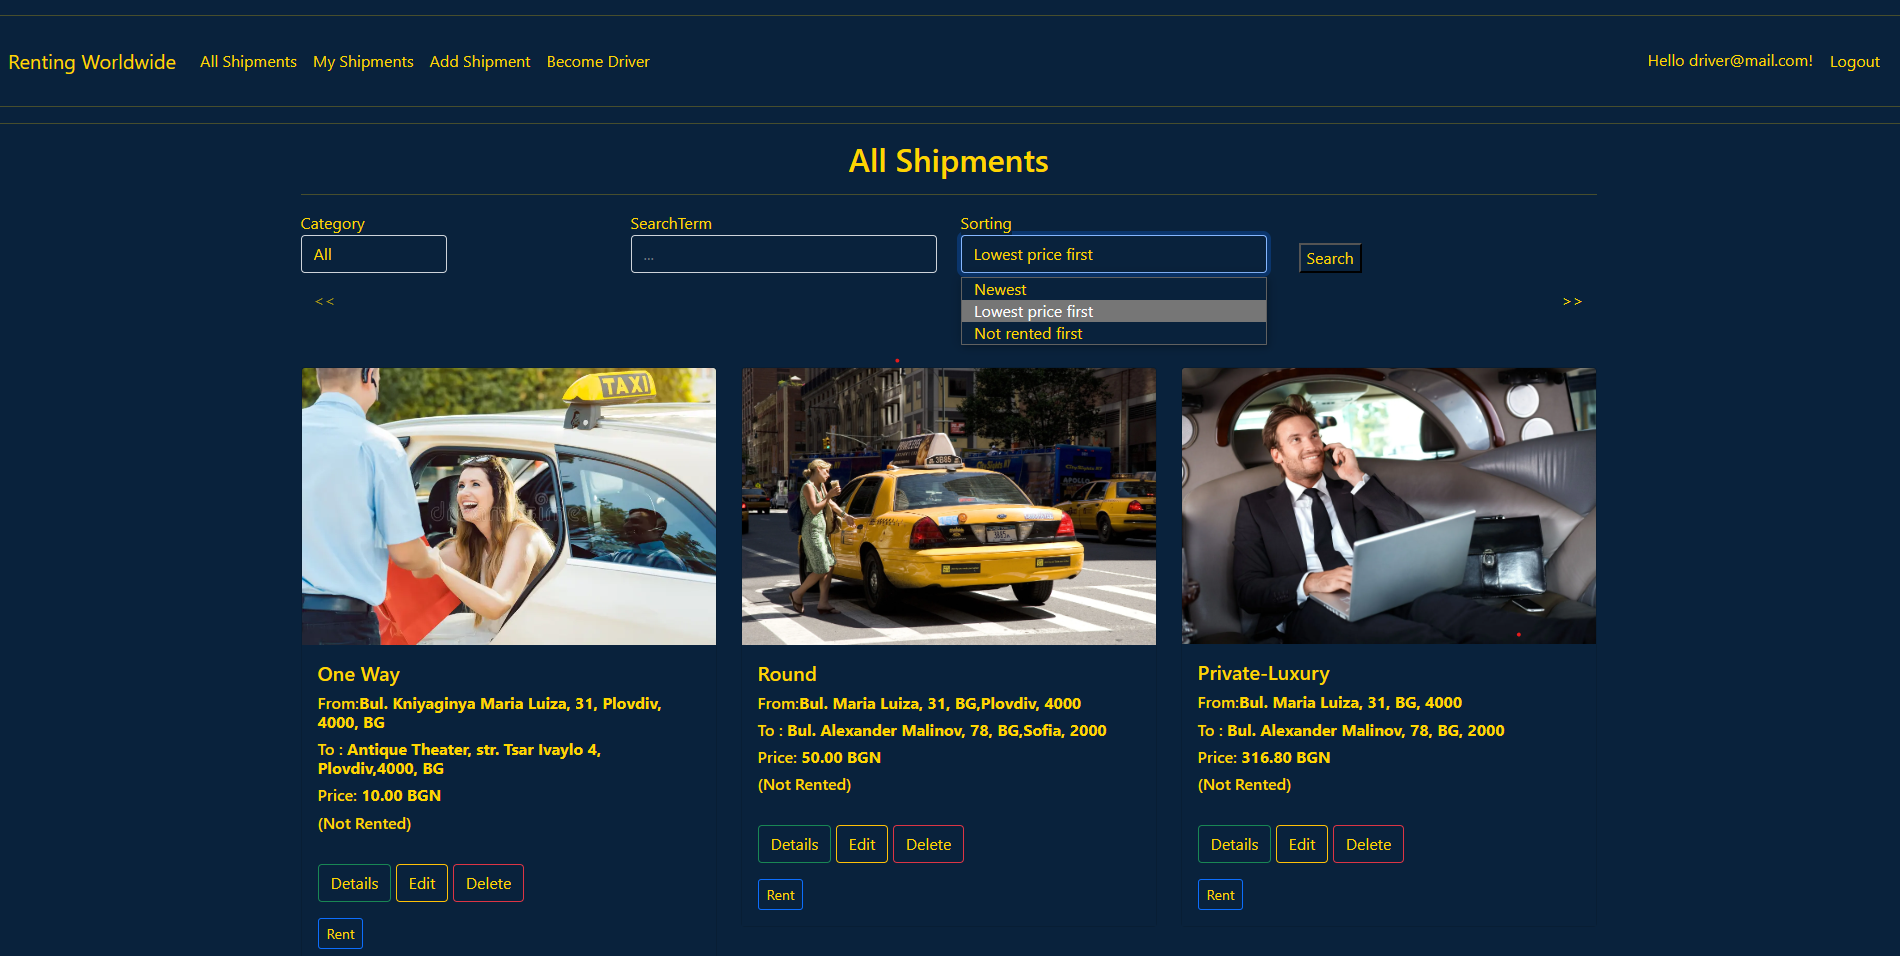 Renting Worldwide All Shipments My Shipments Add Shipment Become Driver Hello driver@mail.com! Logout
All Shipments
Category SearchTerm Sorting
All ... Lowest price first Search
Newest
<< >>
Lowest price first
Not rented first
TAXI
3B85
3B85
APOLLO
One Way
From:Bul. Kniyaginya Maria Luiza, 31, Plovdiv,
4000, BG
To : Antique Theater, str. Tsar Ivaylo 4,
Plovdiv,4000, BG
Price: 10.00 BGN
(Not Rented)
Details Edit Delete
Rent
Round
From:Bul. Maria Luiza, 31, BG,Plovdiv, 4000
To : Bul. Alexander Malinov, 78, BG,Sofia, 2000
Price: 50.00 BGN
(Not Rented)
Details Edit Delete
Rent
Private-Luxury
From:Bul. Maria Luiza, 31, BG, 4000
To : Bul. Alexander Malinov, 78, BG, 2000
Price: 316.80 BGN
(Not Rented)
Details Edit Delete
Rent